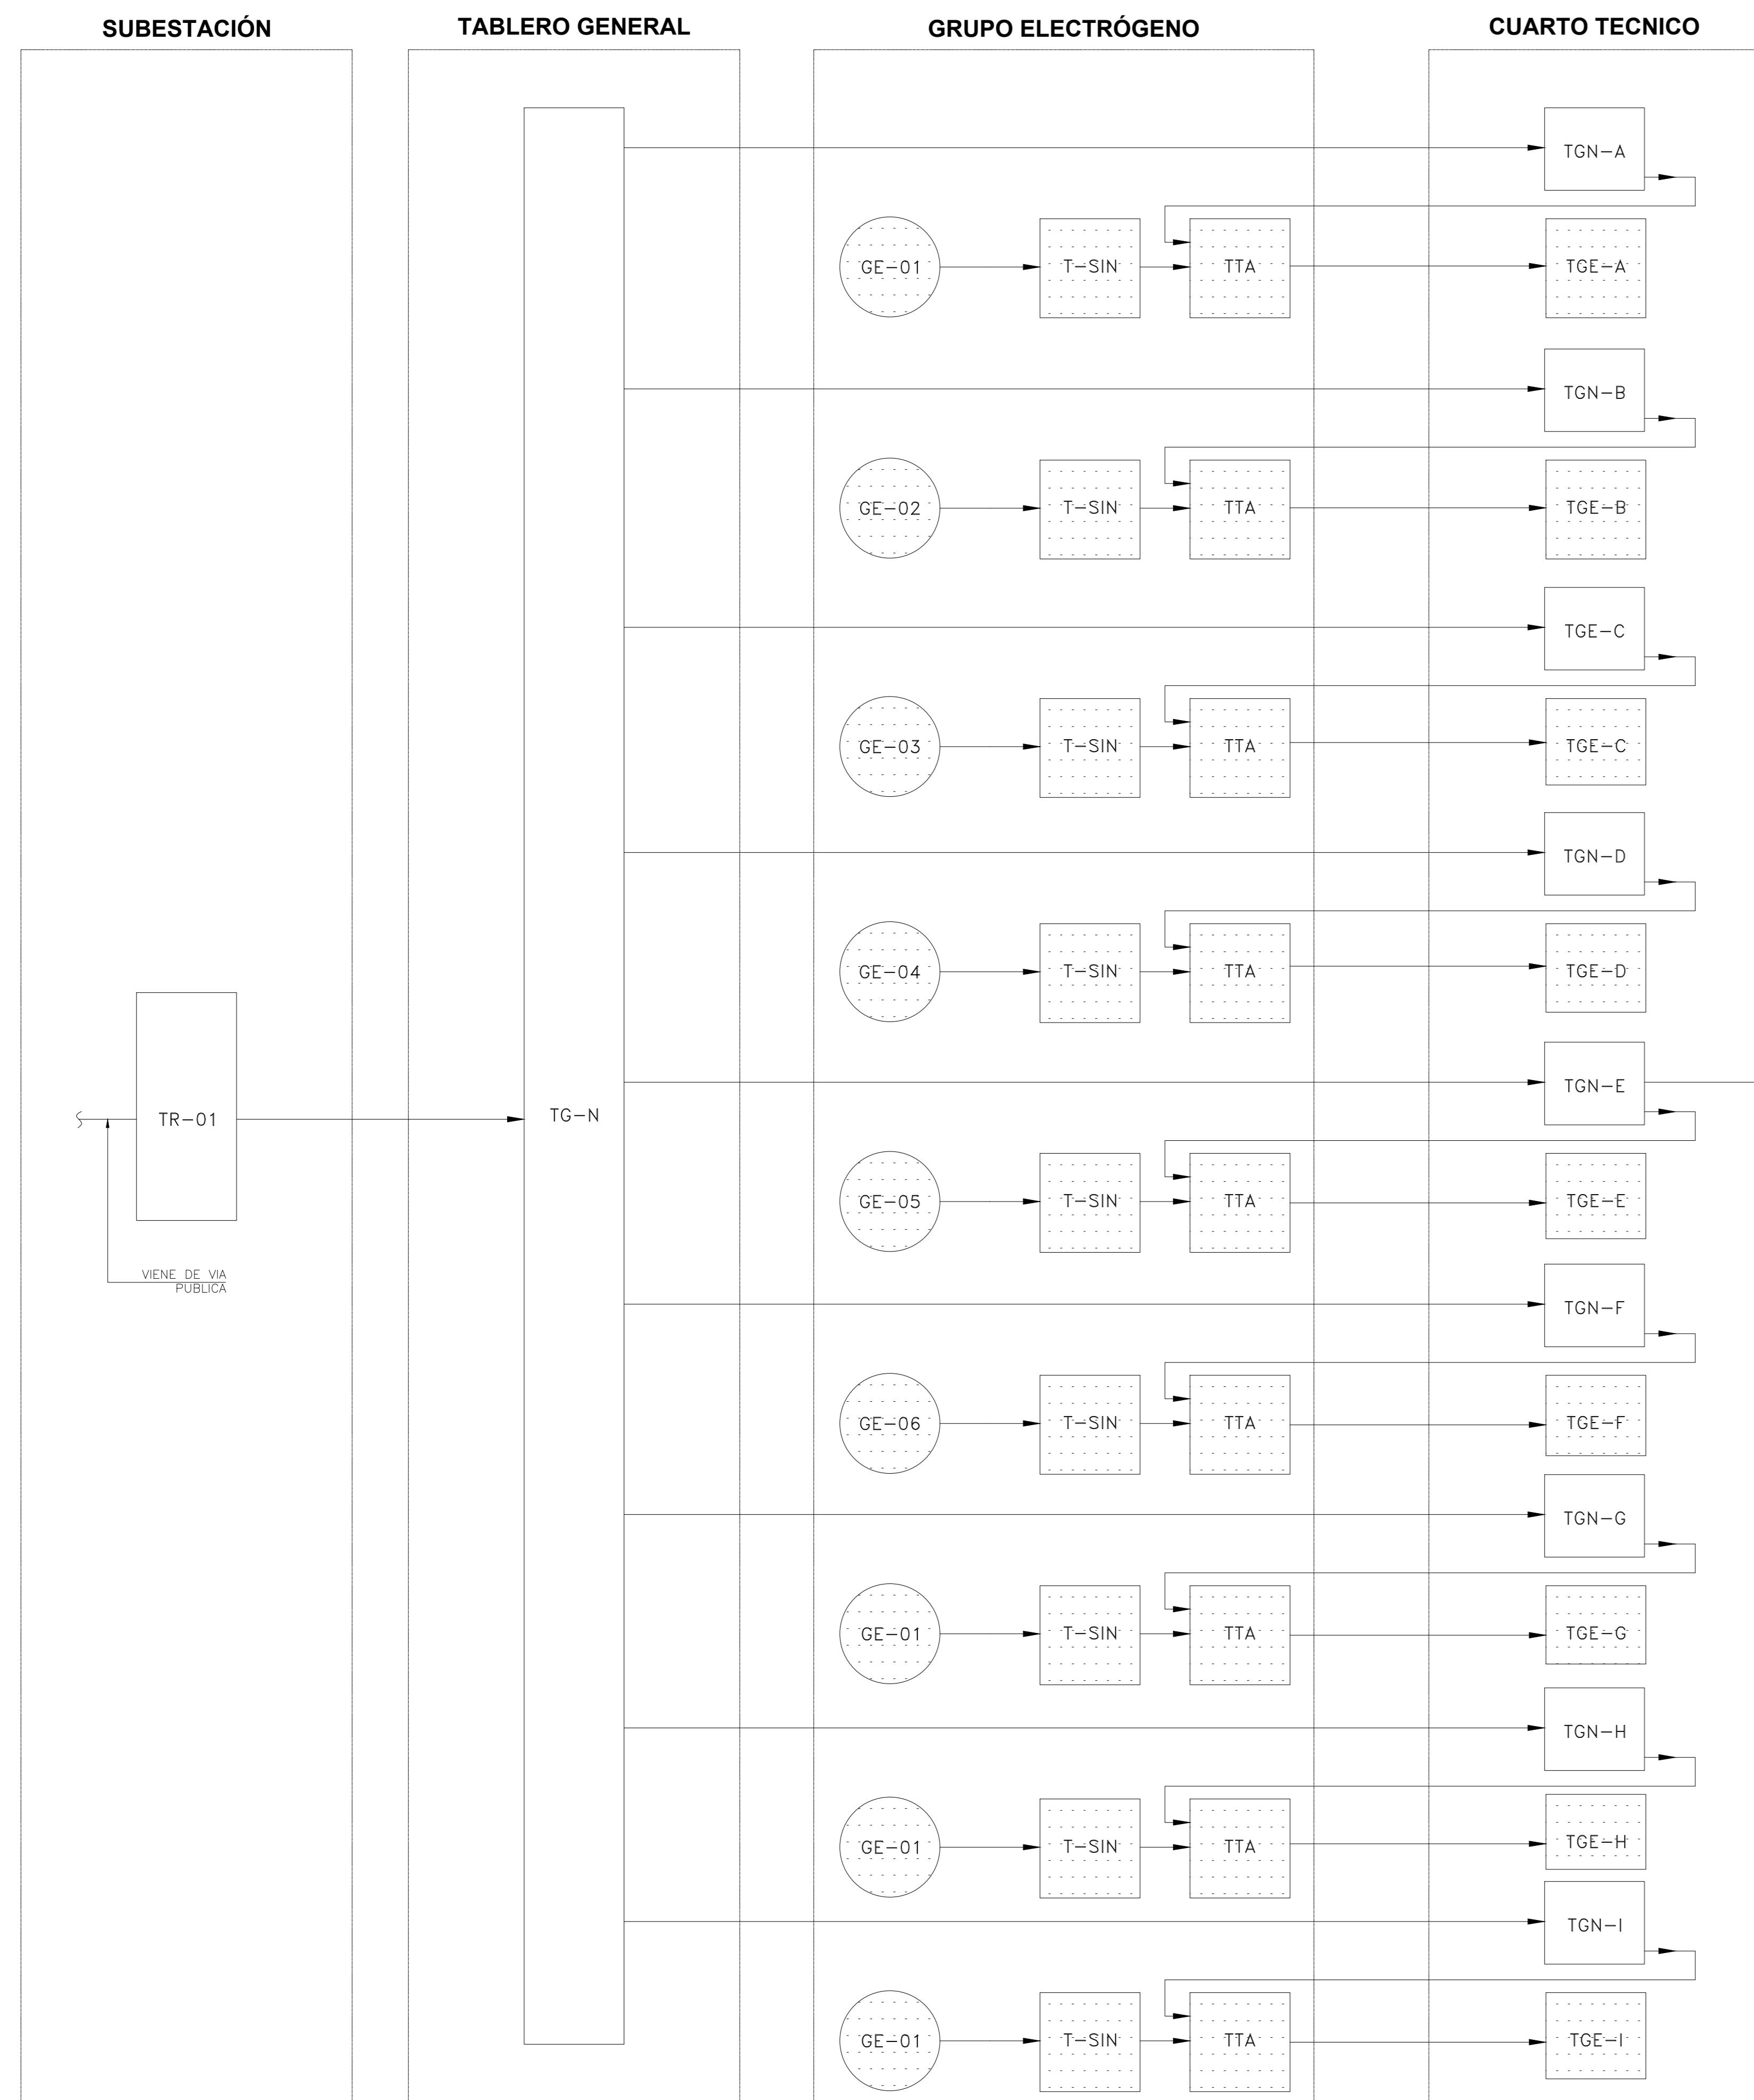 SUBESTACIÓN
TABLERO GENERAL
GRUPO ELECTRÓGENO
CUARTO TECNICO
TGN-A
GE-01
T-SIN
TTA
TGE-A
TGN-B
GE-02
T-SIN
TTA
TGE-B
TGE-C
GE-03
T-SIN
TTA
TGE-C
TGN-D
GE-04
T-SIN
TTA
TGE-D
TGN-E
TR-01
TG-N
GE-05
T-SIN
TTA
TGE-E
VIENE DE VIA
PUBLICA
TGN-F
GE-06
T-SIN
TTA
TGE-F
TGN-G
GE-01
T-SIN
TTA
TGE-G
TGN-H
GE-01
T-SIN
TTA
TGE-H
TGN-I
GE-01
T-SIN
TTA
TGE-I